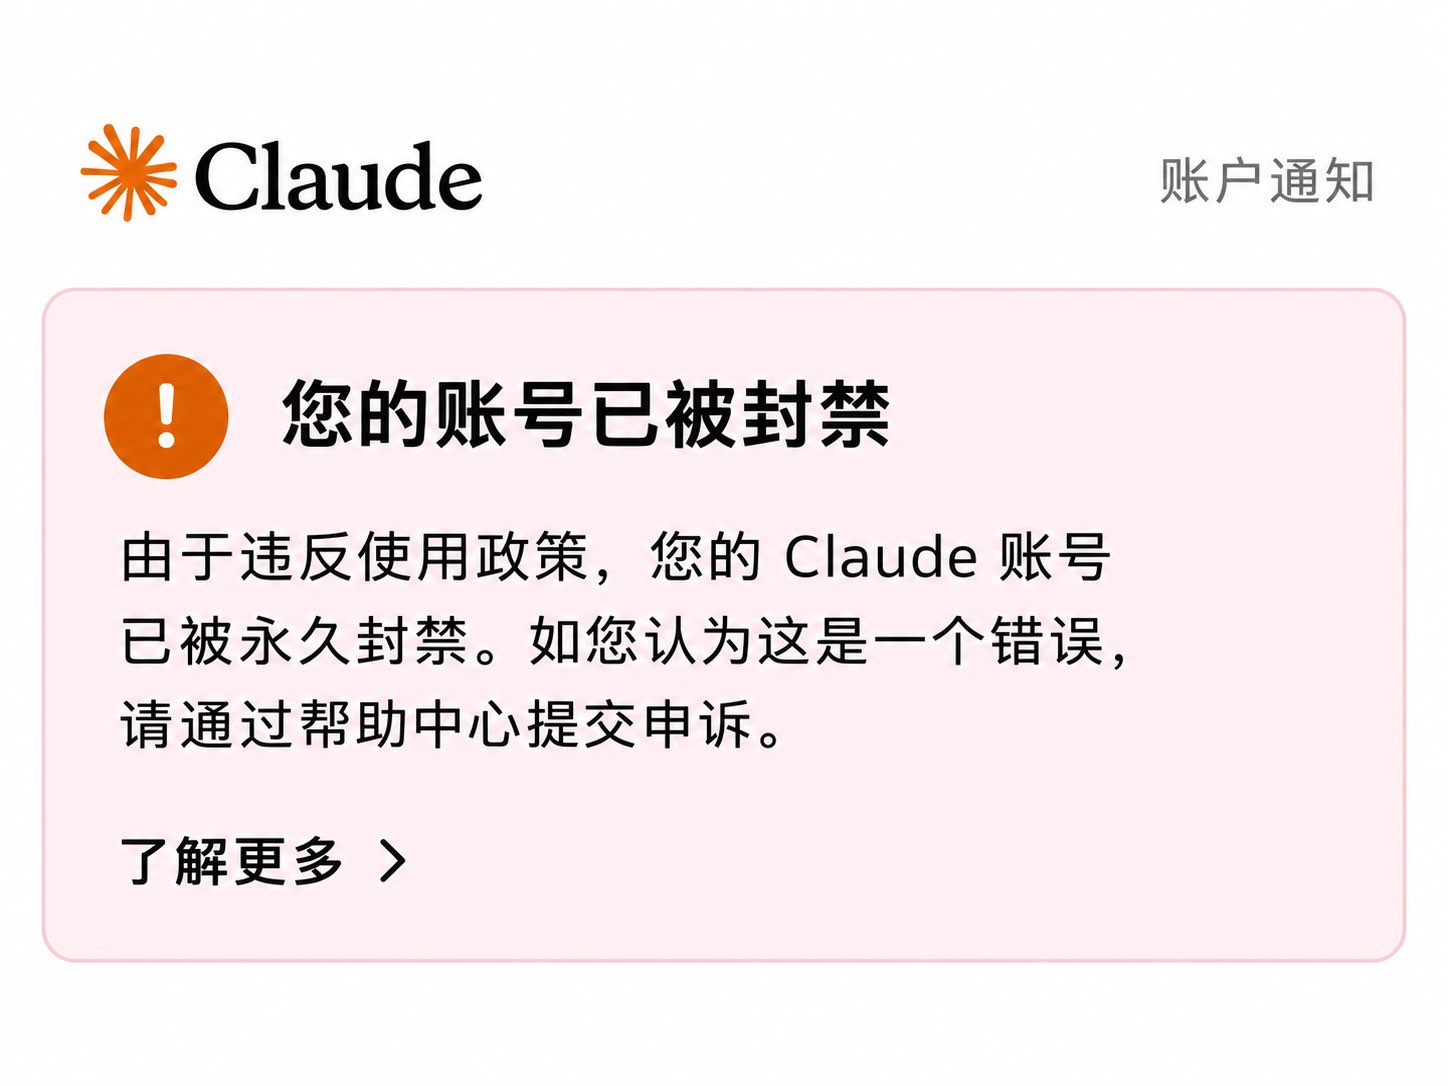 Claude
账户通知
您的账号已被封禁
由于违反使用政策，您的 Claude 账号
已被永久封禁。如您认为这是一个错误，
请通过帮助中心提交申诉。
了解更多